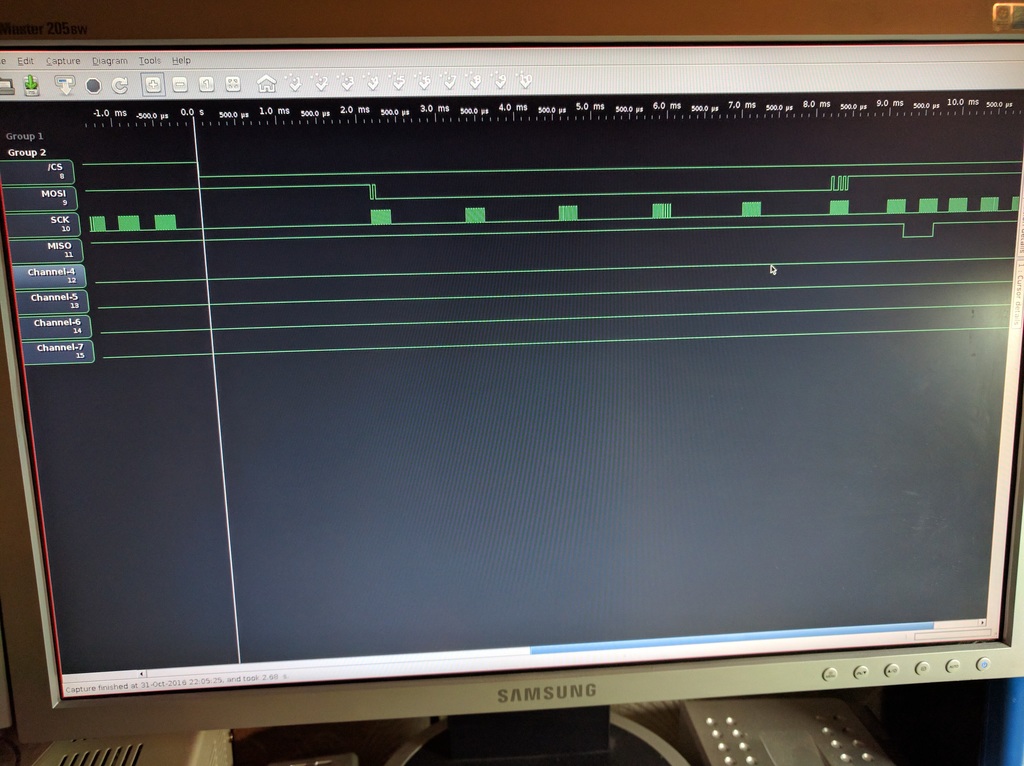 Master 205BW
Edit Capture Diagram Tools Help
-1.0 ms -500.0 µs 0.0 s 500.0 µs 1.0 ms 500.0 µs 2.0 ms 500.0 µs 3.0 ms 500.0 µs 4.0 ms 500.0 µs 5.0 ms 500.0 µs 6.0 ms 500.0 µs 7.0 ms 500.0 µs 8.0 ms 500.0 µs 9.0 ms 500.0 µs 10.0 ms 500.0 µs
Group 1
Group 2
/CS
8
MOSI
9
SCK
10
MISO
11
Channel-4
12
Channel-5
13
Channel-6
14
Channel-7
15
Cursor details
Capture finished at 31-Oct-2016 22:05:25, and took 2.60 s
SAMSUNG